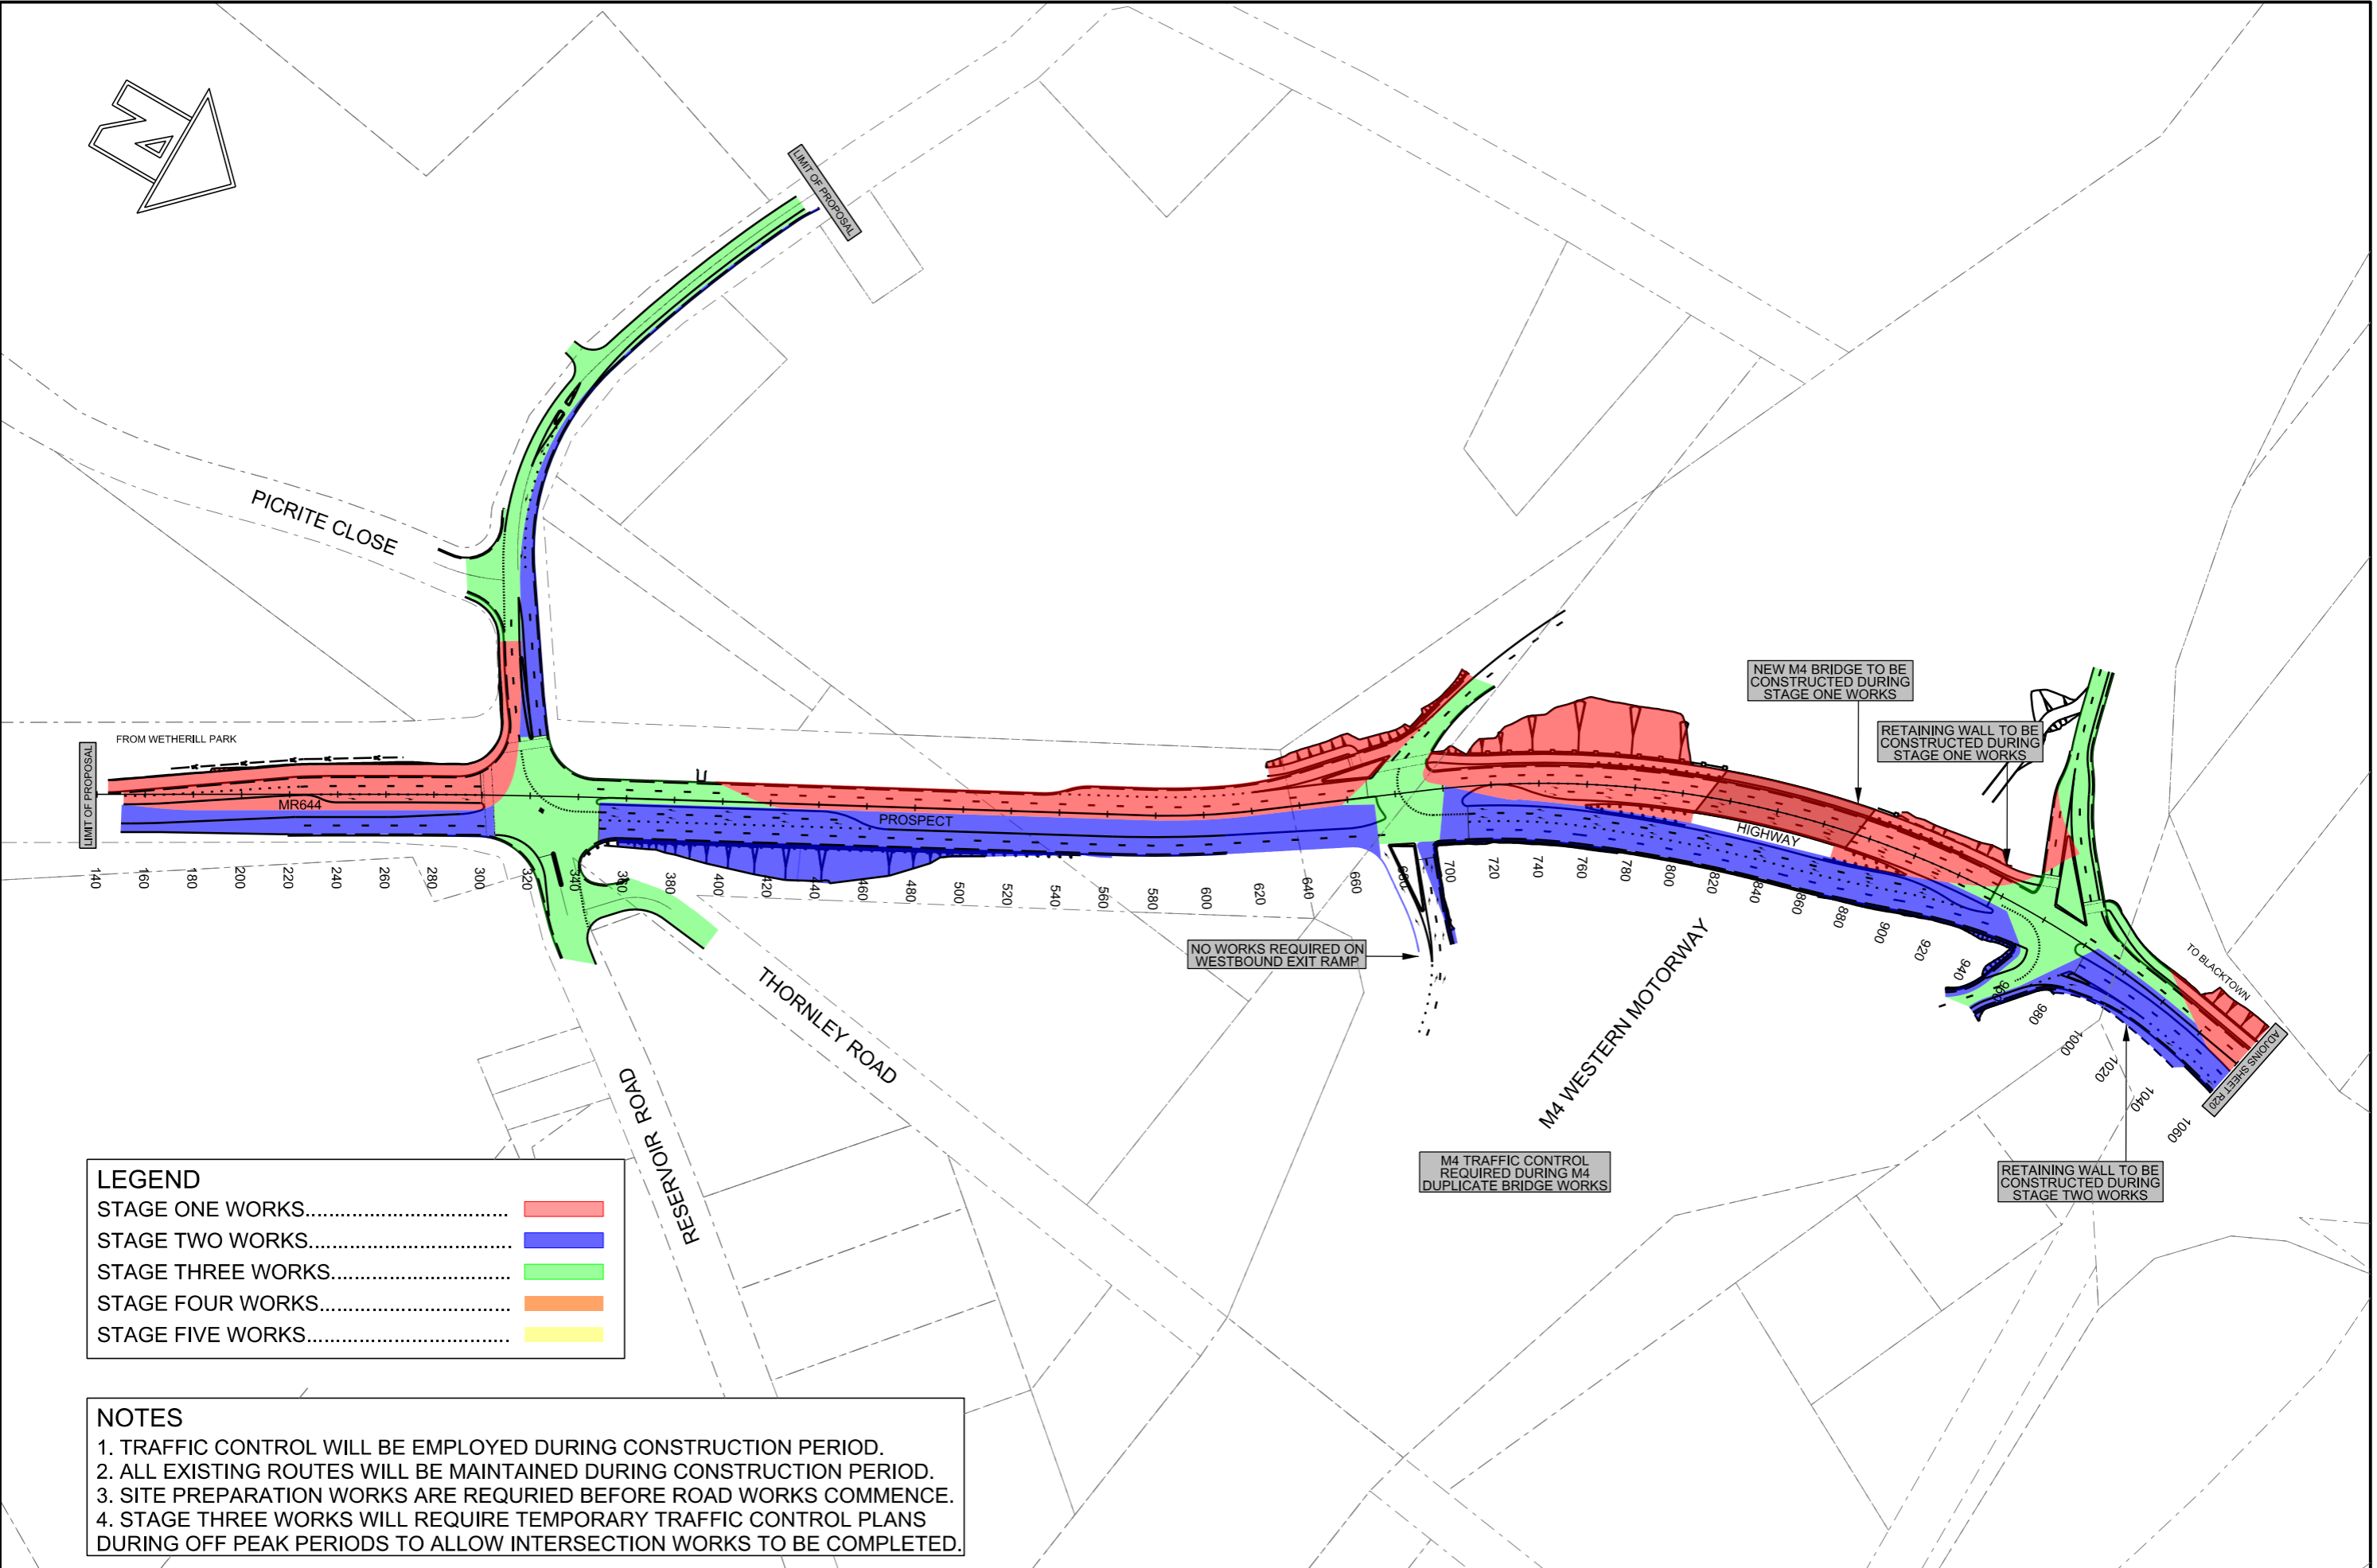 N
LIMIT OF PROPOSAL
PICRITE CLOSE
FROM WETHERILL PARK
LIMIT OF PROPOSAL
MR644
PROSPECT
HIGHWAY
NEW M4 BRIDGE TO BE
CONSTRUCTED DURING
STAGE ONE WORKS
RETAINING WALL TO BE
CONSTRUCTED DURING
STAGE ONE WORKS
140
160
180
200
220
240
260
280
300
320
340
360
380
400
420
440
460
480
500
520
540
560
580
600
620
640
660
680
700
720
740
760
780
800
820
840
860
880
900
920
940
960
980
1000
1020
1040
1060
TO BLACKTOWN
ADJOINS SHEET R20
NO WORKS REQUIRED ON
WESTBOUND EXIT RAMP
THORNLEY ROAD
RESERVOIR ROAD
M4 WESTERN MOTORWAY
M4 TRAFFIC CONTROL
REQUIRED DURING M4
DUPLICATE BRIDGE WORKS
RETAINING WALL TO BE
CONSTRUCTED DURING
STAGE TWO WORKS
LEGEND
STAGE ONE WORKS..................................
STAGE TWO WORKS..................................
STAGE THREE WORKS..............................
STAGE FOUR WORKS................................
STAGE FIVE WORKS..................................
NOTES
1. TRAFFIC CONTROL WILL BE EMPLOYED DURING CONSTRUCTION PERIOD.
2. ALL EXISTING ROUTES WILL BE MAINTAINED DURING CONSTRUCTION PERIOD.
3. SITE PREPARATION WORKS ARE REQURIED BEFORE ROAD WORKS COMMENCE.
4. STAGE THREE WORKS WILL REQUIRE TEMPORARY TRAFFIC CONTROL PLANS
DURING OFF PEAK PERIODS TO ALLOW INTERSECTION WORKS TO BE COMPLETED.